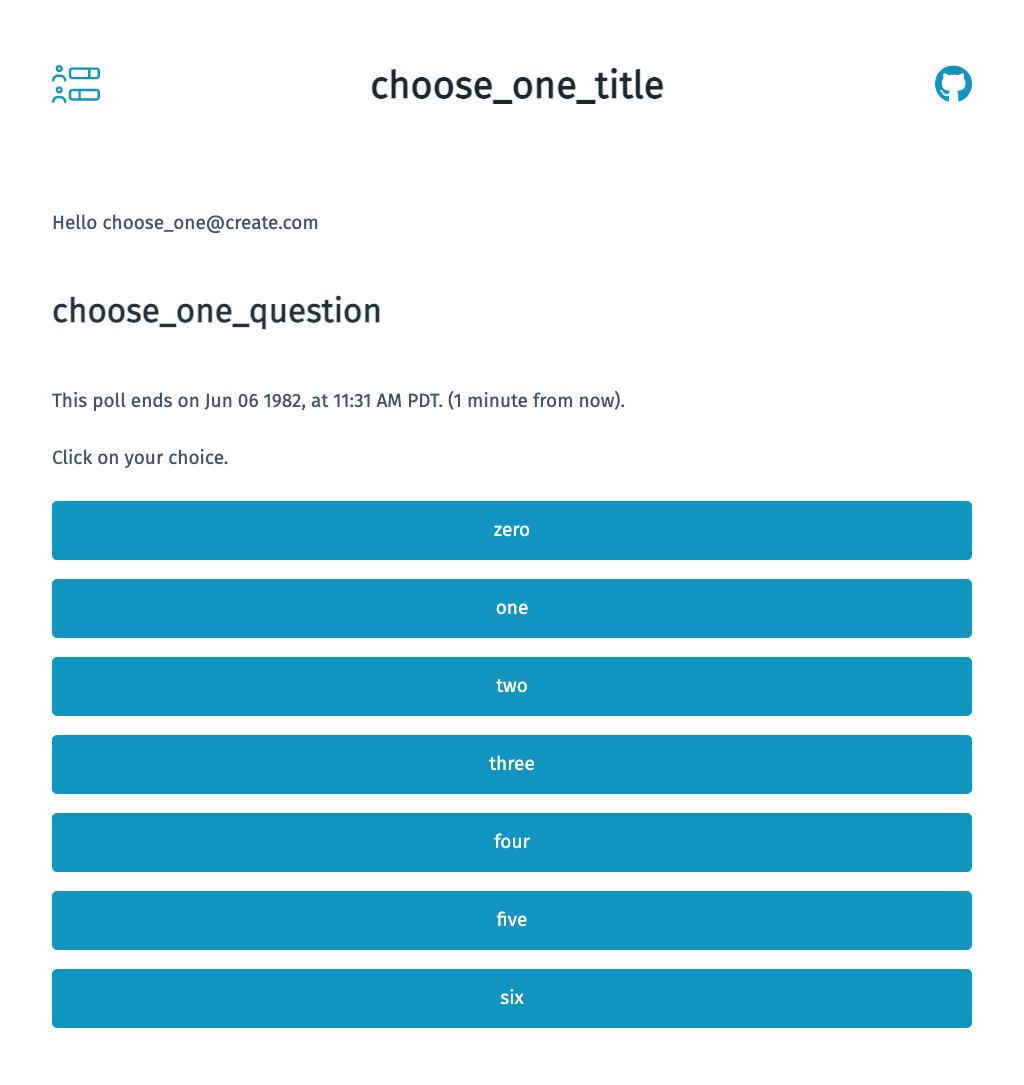 choose_one_title
Hello choose_one@create.com
choose_one_question
This poll ends on Jun 06 1982, at 11:31 AM PDT. (1 minute from now).
Click on your choice.
zero
one
two
three
four
five
six